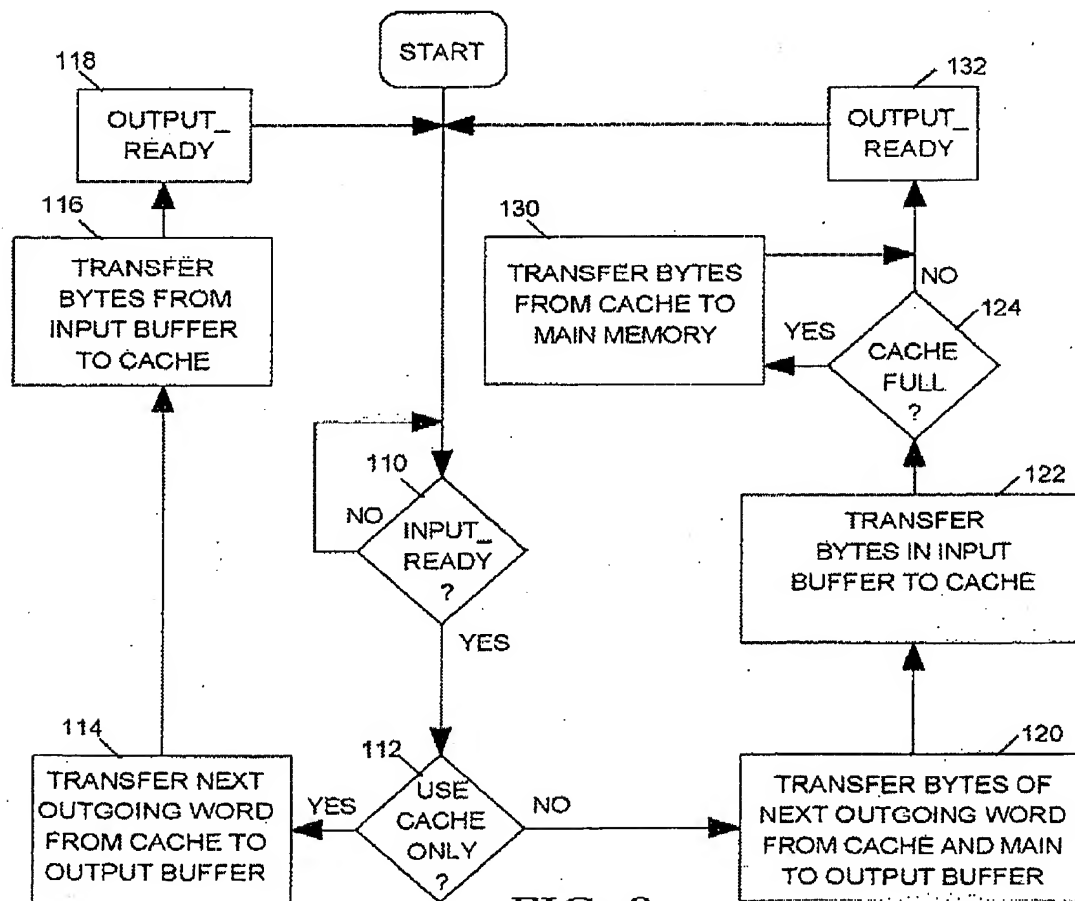 START
118
OUTPUT_
READY
132
OUTPUT_
READY
116
TRANSFER
BYTES FROM
INPUT BUFFER
TO CACHE
130
TRANSFER BYTES
FROM CACHE TO
MAIN MEMORY
NO
YES
124
CACHE
FULL
?
110
NO
INPUT_
READY
?
YES
122
TRANSFER
BYTES IN INPUT
BUFFER TO CACHE
114
TRANSFER NEXT
OUTGOING WORD
FROM CACHE TO
OUTPUT BUFFER
YES
112
USE
CACHE
ONLY
?
NO
120
TRANSFER BYTES OF
NEXT OUTGOING WORD
FROM CACHE AND MAIN
TO OUTPUT BUFFER